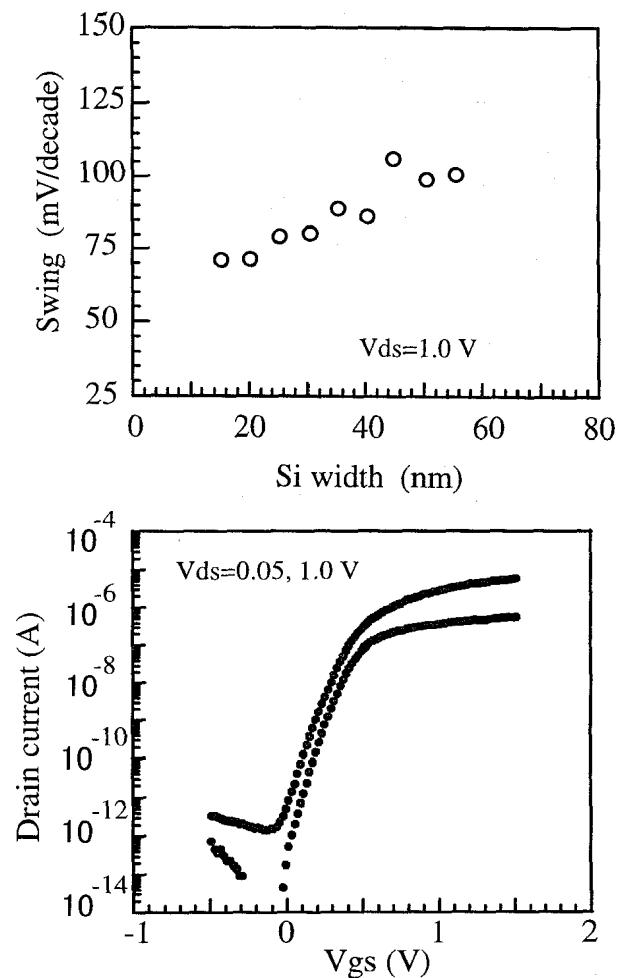 150
125
100
75
50
25
Swing (mV/decade)
Vds=1.0 V
0 20 40 60 80
Si width (nm)
10^-4
10^-6
10^-8
10^-10
10^-12
10^-14
Drain current (A)
Vds=0.05, 1.0 V
-1 0 1 2
Vgs (V)